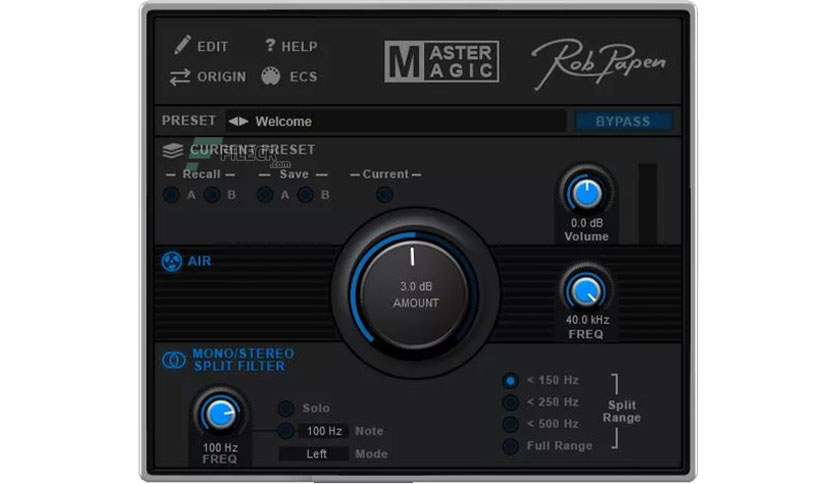 EDIT ? HELP
ORIGIN ECS
MASTER
MAGIC
Rob Papen
PRESET Welcome BYPASS
CURRENT PRESET
FILECR
.com
Recall Save Current
A B A B
0.0 dB
Volume
AIR
3.0 dB
AMOUNT
40.0 kHz
FREQ
MONO/STEREO
SPLIT FILTER
< 150 Hz
< 250 Hz
< 500 Hz
Full Range
Split
Range
Solo
100 Hz Note
Left Mode
100 Hz
FREQ